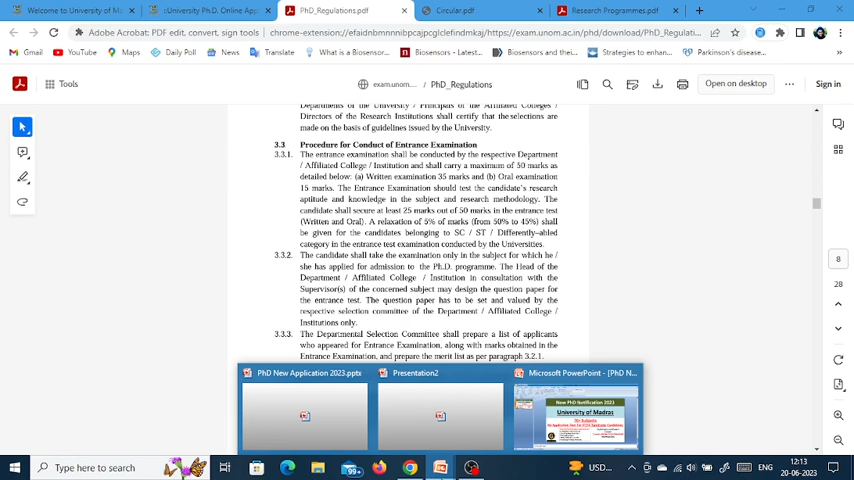 Welcome to University of Ma
:University Ph.D. Online App
PhD_Regulations.pdf
Circular.pdf
Research Programmes.pdf
Adobe Acrobat: PDF edit, convert, sign tools
chrome-extension://efaidnbmnnnibpcajpcglclefindmkaj/https://exam.unom.ac.in/phd/download/PhD_Regulatio
Gmail
YouTube
Maps
Daily Poll
News
Translate
What is a Biosensor...
Biosensors - Latest...
Biosensors and thei...
Strategies to enhan...
Parkinson's disease...
Tools
exam.unom....
PhD_Regulations
Open on desktop
Sign in
Departments of the University / Principals of the Affiliated Colleges /
Directors of the Research Institutions shall certify that the selections are
made on the basis of guidelines issued by the University.
3.3 Procedure for Conduct of Entrance Examination
3.3.1. The entrance examination shall be conducted by the respective Department
/ Affiliated College / Institution and shall carry a maximum of 50 marks as
detailed below: (a) Written examination 35 marks and (b) Oral examination
15 marks. The Entrance Examination should test the candidate's research
aptitude and knowledge in the subject and research methodology. The
candidate shall secure at least 25 marks out of 50 marks in the entrance test
(Written and Oral). A relaxation of 5% of marks (from 50% to 45%) shall
be given for the candidates belonging to SC / ST / Differently-abled
category in the entrance test examination conducted by the Universities.
3.3.2. The candidate shall take the examination only in the subject for which he /
she has applied for admission to the Ph.D. programme. The Head of the
Department / Affiliated College / Institution in consultation with the
Supervisor(s) of the concerned subject may design the question paper for
the entrance test. The question paper has to be set and valued by the
respective selection committee of the Department / Affiliated College /
Institutions only.
3.3.3. The Departmental Selection Committee shall prepare a list of applicants
who appeared for Entrance Examination, along with marks obtained in the
Entrance Examination, and prepare the merit list as per paragraph 3.2.1.
8
28
PhD New Application 2023.pptx
Presentation2
Microsoft PowerPoint - [PhD N...
New PhD Notification 2023
University of Madras
Type here to search
99+
USD...
ENG
12:13
20-06-2023